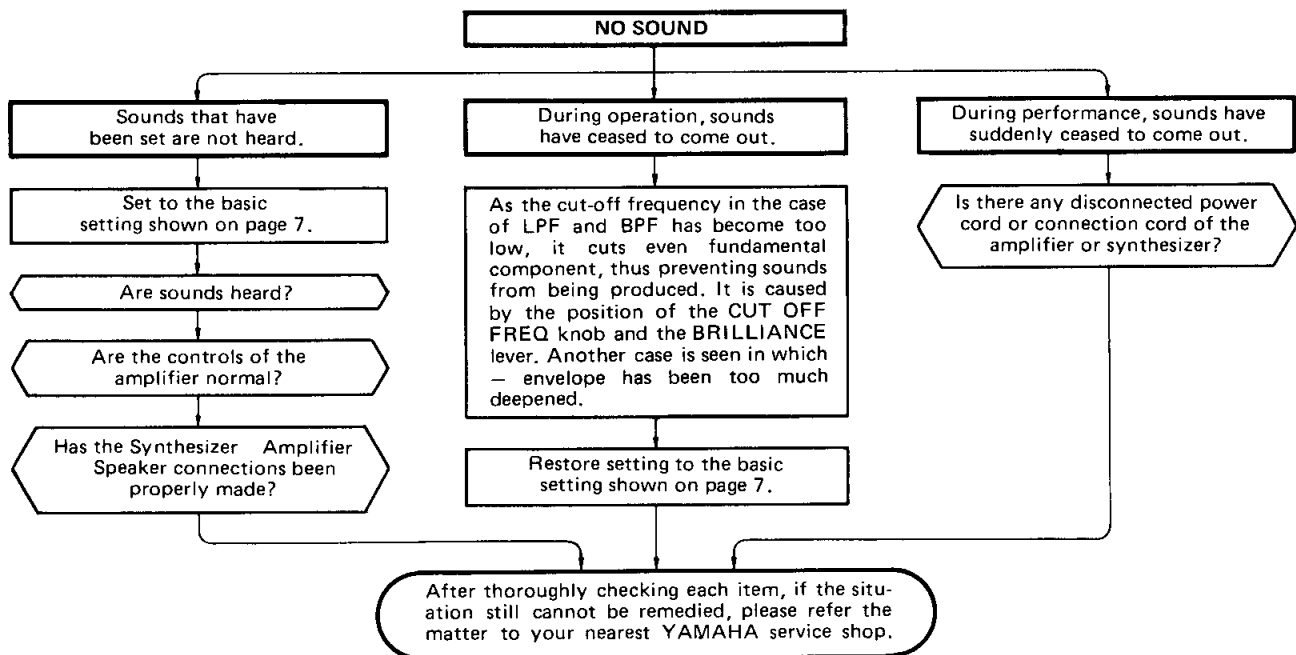 NO SOUND
Sounds that have
been set are not heard.
Set to the basic
setting shown on page 7.
Are sounds heard?
Are the controls of the
amplifier normal?
Has the Synthesizer Amplifier
Speaker connections been
properly made?
During operation, sounds
have ceased to come out.
As the cut-off frequency in the case
of LPF and BPF has become too
low, it cuts even fundamental
component, thus preventing sounds
from being produced. It is caused
by the position of the CUT OFF
FREQ knob and the BRILLIANCE
lever. Another case is seen in which
– envelope has been too much
deepened.
Restore setting to the basic
setting shown on page 7.
During performance, sounds have
suddenly ceased to come out.
Is there any disconnected power
cord or connection cord of the
amplifier or synthesizer?
After thoroughly checking each item, if the situ-
ation still cannot be remedied, please refer the
matter to your nearest YAMAHA service shop.